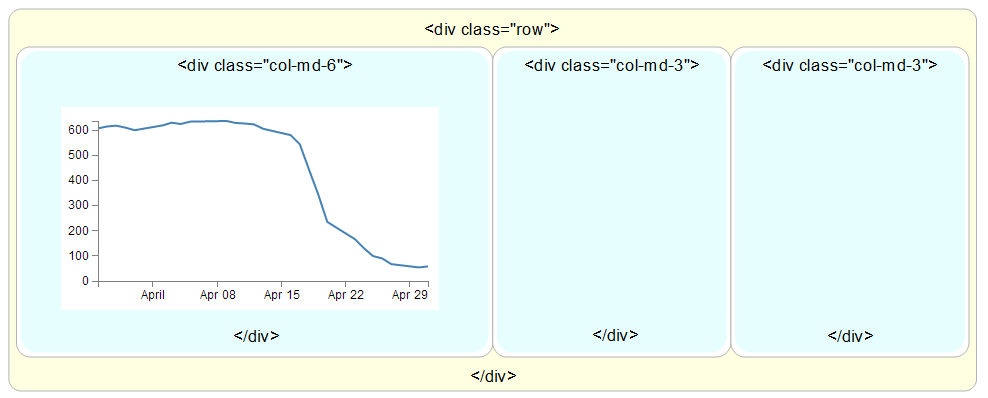 <div class="row">
<div class="col-md-6">
<div class="col-md-3">
<div class="col-md-3">
600
500
400
300
200
100
0
April Apr 08 Apr 15 Apr 22 Apr 29
</div>
</div>
</div>
</div>